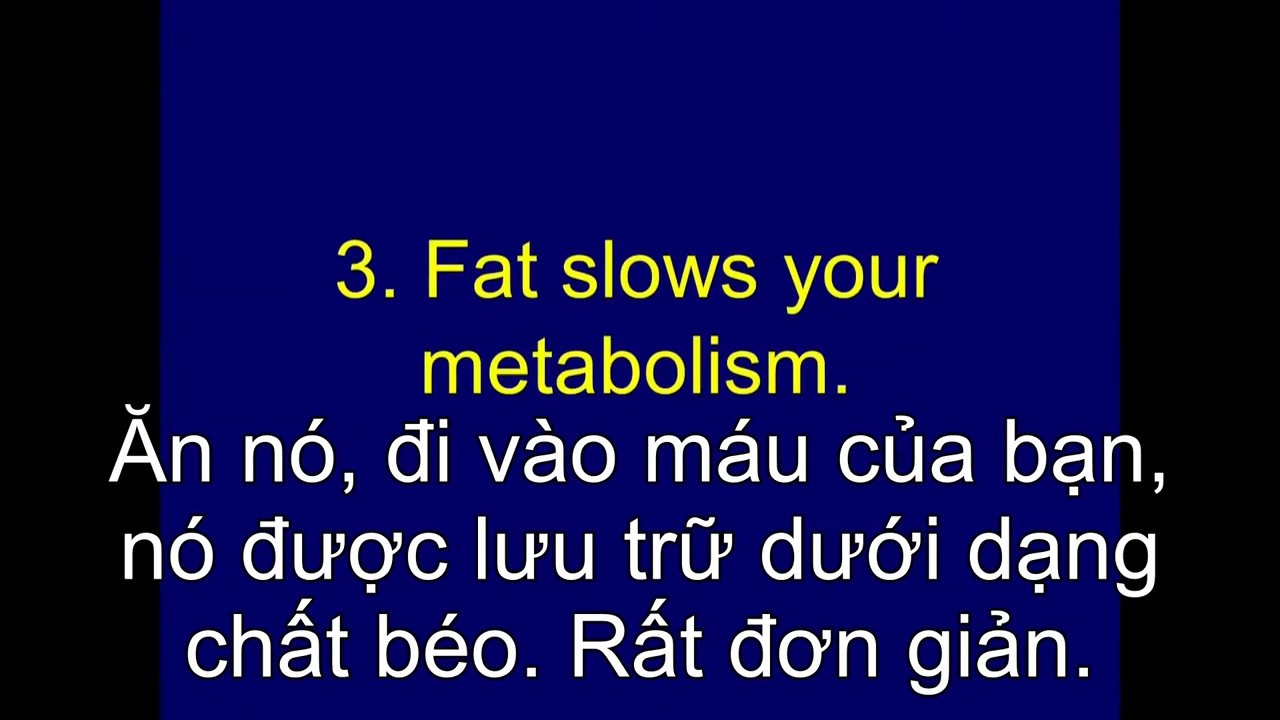 3. Fat slows your
metabolism.
Ăn nó, đi vào máu của bạn,
nó được lưu trữ dưới dạng
chất béo. Rất đơn giản.